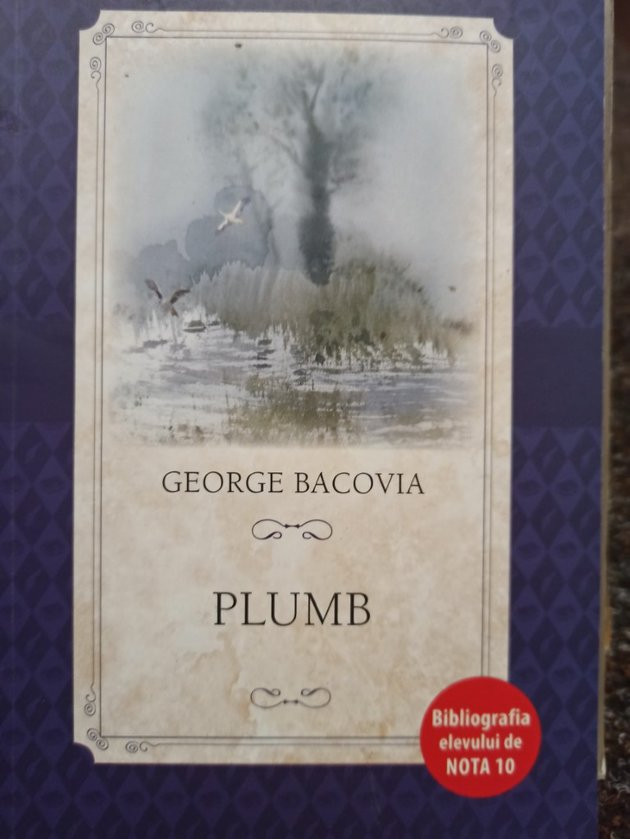 GEORGE BACOVIA
PLUMB
Bibliografia
elevului de
NOTA 10